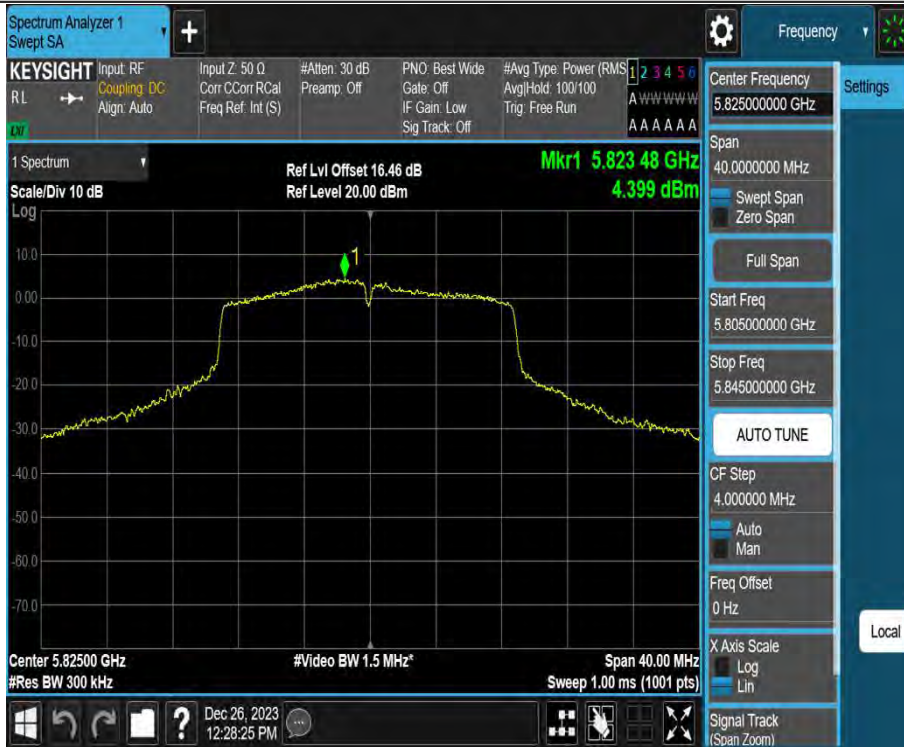 Spectrum Analyzer 1
Swept SA
+
Frequency
KEYSIGHT
RL
LXI
Input: RF
Coupling: DC
Align: Auto
Input Z: 50 Ω
Corr CCorr RCal
Freq Ref: Int (S)
#Atten: 30 dB
Preamp: Off
PNO: Best Wide
Gate: Off
IF Gain: Low
Sig Track: Off
#Avg Type: Power (RMS
Avg|Hold: 100/100
Trig: Free Run
1 2 3 4 5 6
A W W W W W
A A A A A A
1 Spectrum
Scale/Div 10 dB
Log
Ref Lvl Offset 16.46 dB
Ref Level 20.00 dBm
Mkr1 5.823 48 GHz
4.399 dBm
1
10.0
0.00
-10.0
-20.0
-30.0
-40.0
-50.0
-60.0
-70.0
Center 5.82500 GHz
#Res BW 300 kHz
#Video BW 1.5 MHz*
Span 40.00 MHz
Sweep 1.00 ms (1001 pts)
?
Dec 26, 2023
12:28:25 PM
Center Frequency
5.825000000 GHz
Settings
Span
40.0000000 MHz
Swept Span
Zero Span
Full Span
Start Freq
5.805000000 GHz
Stop Freq
5.845000000 GHz
AUTO TUNE
CF Step
4.000000 MHz
Auto
Man
Freq Offset
0 Hz
Local
X Axis Scale
Log
Lin
Signal Track
(Span Zoom)